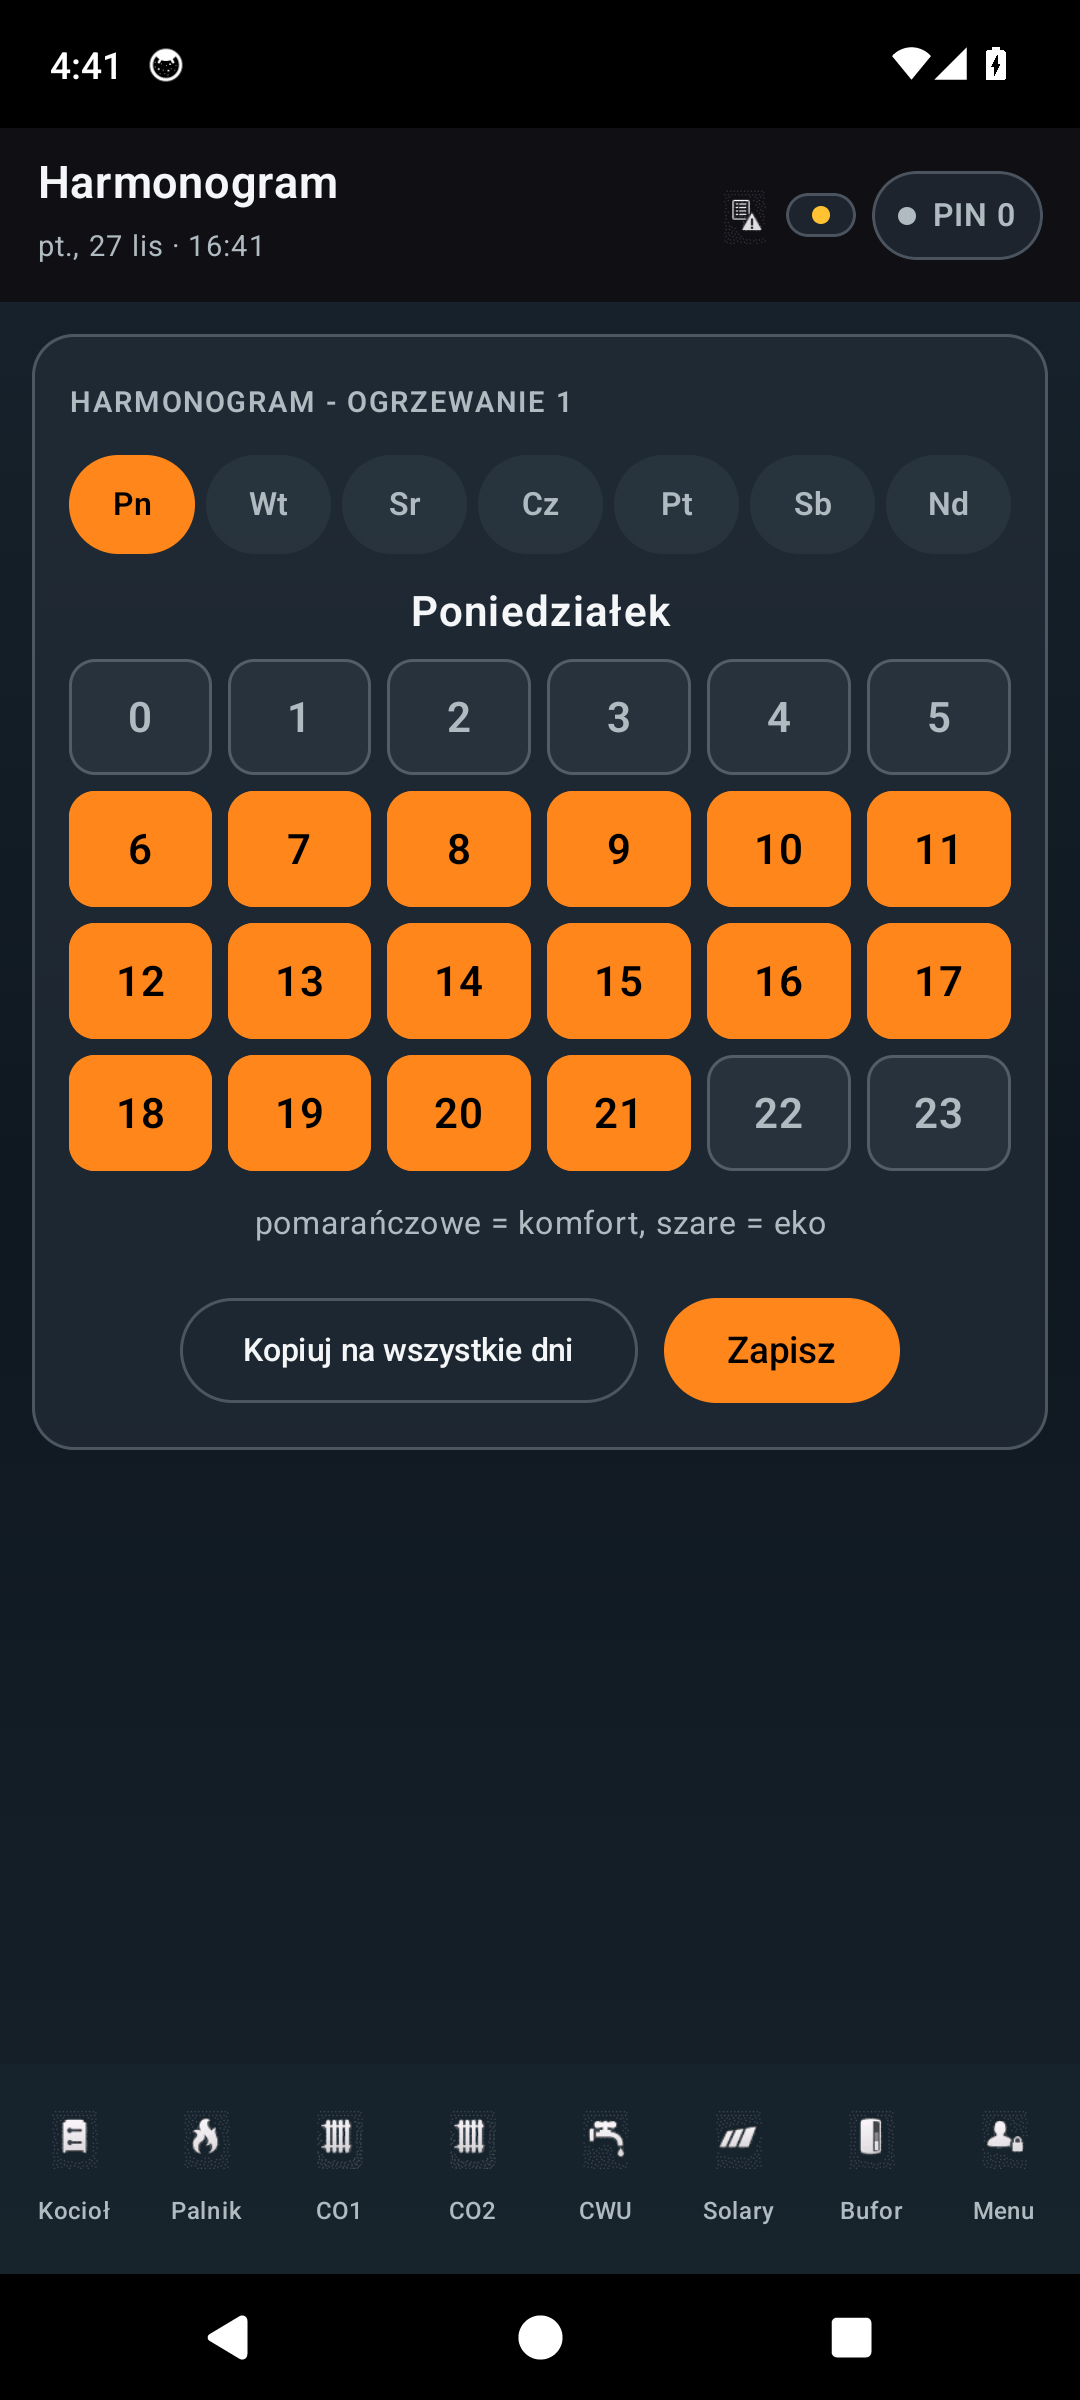 4:41
Harmonogram
pt., 27 lis · 16:41
PIN 0
HARMONOGRAM - OGRZEWANIE 1
Pn Wt Sr Cz Pt Sb Nd
Poniedziałek
0 1 2 3 4 5
6 7 8 9 10 11
12 13 14 15 16 17
18 19 20 21 22 23
pomarańczowe = komfort, szare = eko
Kopiuj na wszystkie dni Zapisz
Kocioł Palnik CO1 CO2 CWU Solary Bufor Menu